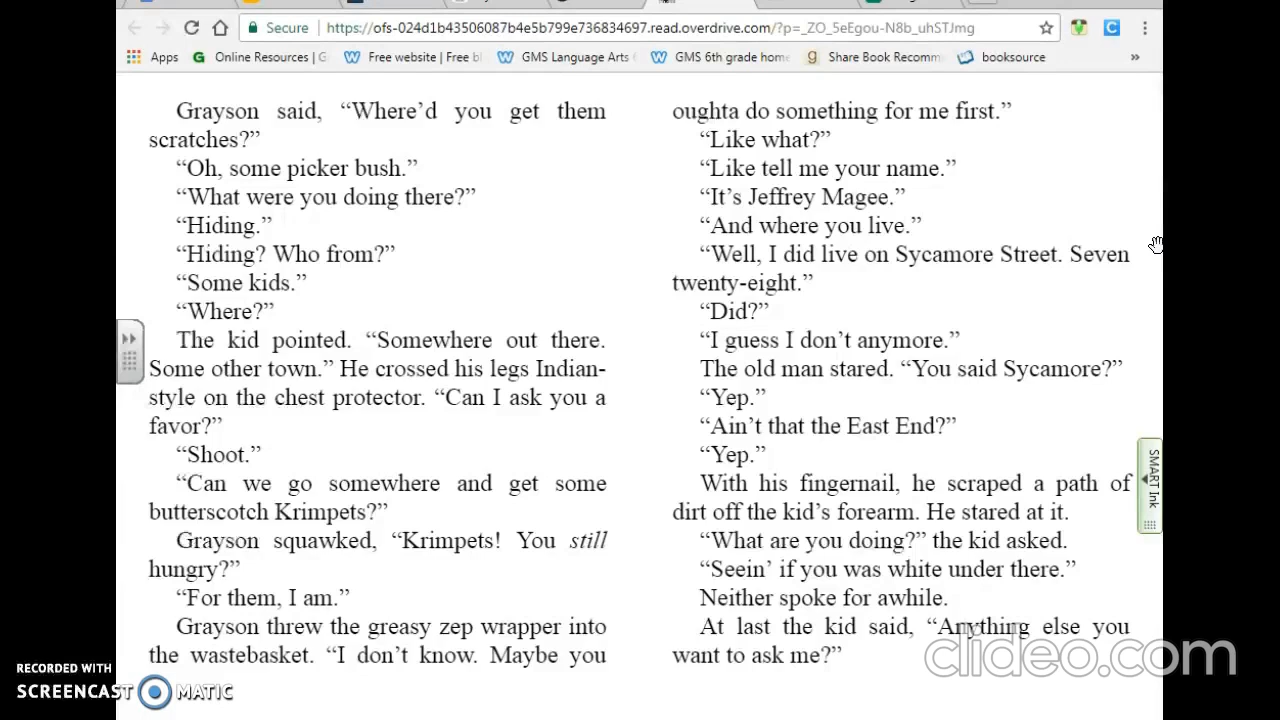 Secure
https://ofs-024d1b43506087b4e5b799e736834697.read.overdrive.com/?p=_ZO_5eEgou-N8b_uhSTJmg
Apps
Online Resources | G
Free website | Free bl
GMS Language Arts
GMS 6th grade home
Share Book Recomm
booksource
»
Grayson said, “Where’d you get them
scratches?”
“Oh, some picker bush.”
“What were you doing there?”
“Hiding.”
“Hiding? Who from?”
“Some kids.”
“Where?”
The kid pointed. “Somewhere out there.
Some other town.” He crossed his legs Indian-
style on the chest protector. “Can I ask you a
favor?”
“Shoot.”
“Can we go somewhere and get some
butterscotch Krimpets?”
Grayson squawked, “Krimpets! You still
hungry?”
“For them, I am.”
Grayson threw the greasy zep wrapper into
the wastebasket. “I don’t know. Maybe you
oughta do something for me first.”
“Like what?”
“Like tell me your name.”
“It’s Jeffrey Magee.”
“And where you live.”
“Well, I did live on Sycamore Street. Seven
twenty-eight.”
“Did?”
“I guess I don’t anymore.”
The old man stared. “You said Sycamore?”
“Yep.”
“Ain’t that the East End?”
“Yep.”
With his fingernail, he scraped a path of
dirt off the kid’s forearm. He stared at it.
“What are you doing?” the kid asked.
“Seein’ if you was white under there.”
Neither spoke for awhile.
At last the kid said, “Anything else you
want to ask me?”
SMART Ink
RECORDED WITH
SCREENCAST MATIC
clideo.com